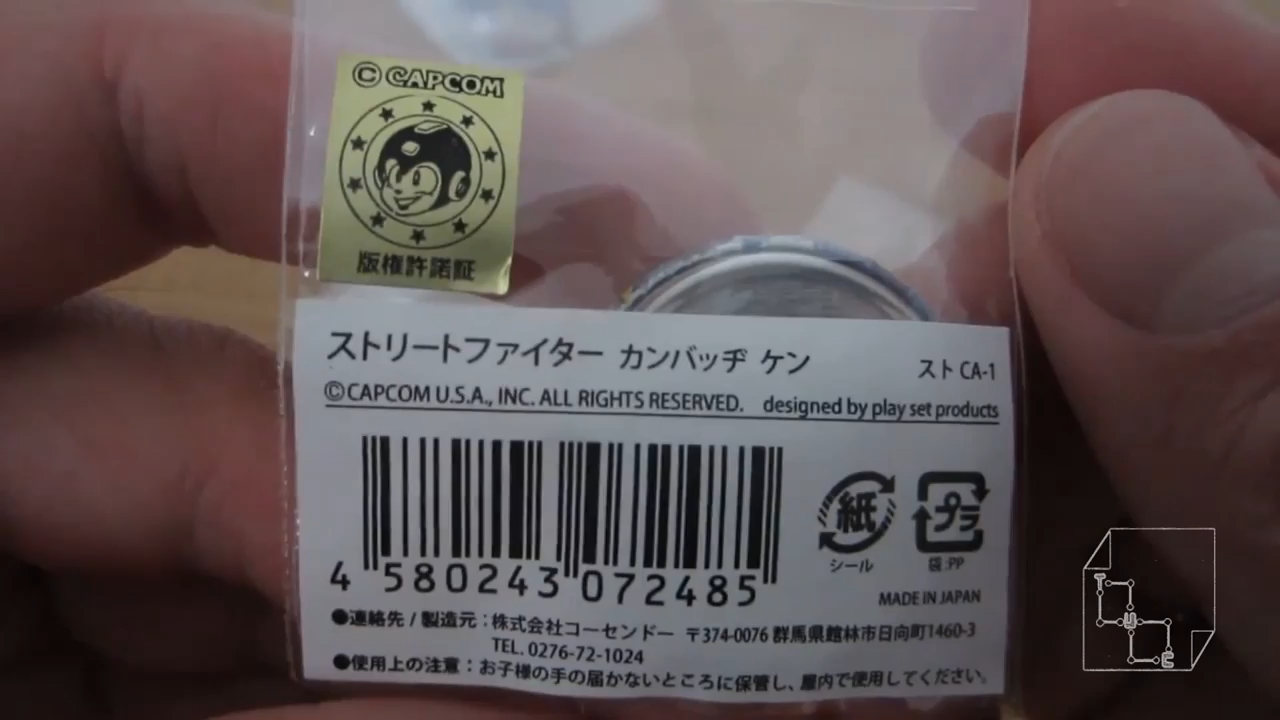 © CAPCOM
版権許諾証
ストリートファイター カンバッヂ ケン スト CA-1
©CAPCOM U.S.A., INC. ALL RIGHTS RESERVED. designed by play set products
4 580243 072485
紙 プラ
シール 袋:PP
MADE IN JAPAN
●連絡先 / 製造元:株式会社コーセンドー 〒374-0076 群馬県館林市日向町1460-3
TEL. 0276-72-1024
●使用上の注意:お子様の手の届かないところに保管し、屋内で使用してください。
T
U
C